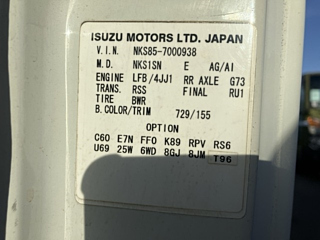 ISUZU MOTORS LTD. JAPAN
V.I.N. NKS85-7000938
M.D. NKS1SN E AG/AI
ENGINE LFB/4JJ1 RR AXLE G73
TRANS. RSS FINAL RU1
TIRE BWR
B.COLOR/TRIM 729/155
OPTION
C60 E7N FF0 K89 RPV RS6
U69 25W 6WD 8GJ 8JM T96